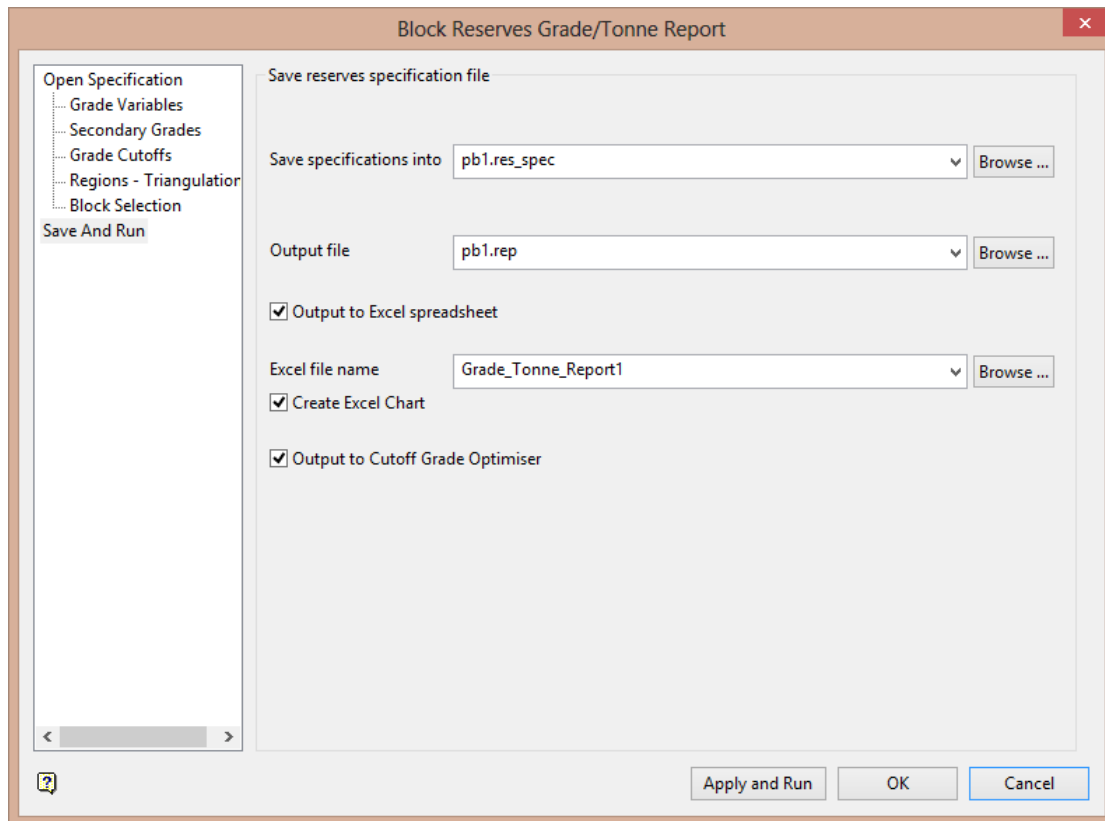 Block Reserves Grade/Tonne Report
Open Specification
Grade Variables
Secondary Grades
Grade Cutoffs
Regions - Triangulation
Block Selection
Save And Run
Save reserves specification file
Save specifications into pb1.res_spec Browse ...
Output file pb1.rep Browse ...
Output to Excel spreadsheet
Excel file name Grade_Tonne_Report1 Browse ...
Create Excel Chart
Output to Cutoff Grade Optimiser
Apply and Run OK Cancel